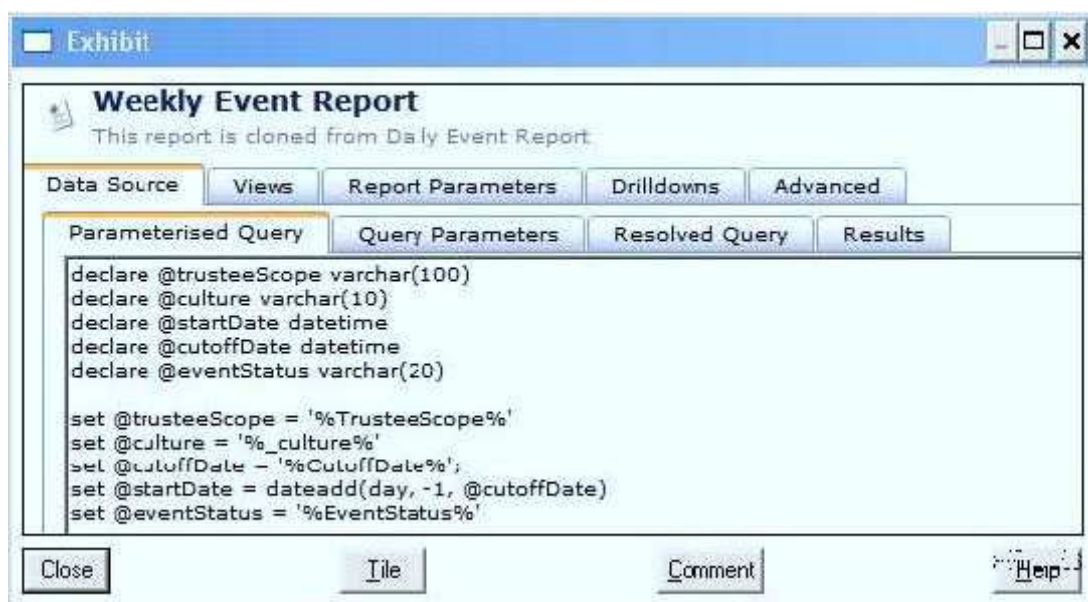 Exhibit
Weekly Event Report
This report is cloned from Daily Event Report
Data Source Views Report Parameters Drilldowns Advanced
Parameterised Query Query Parameters Resolved Query Results
declare @trusteeScope varchar(100)
declare @culture varchar(10)
declare @startDate datetime
declare @cutoffDate datetime
declare @eventStatus varchar(20)
set @trusteeScope = '%TrusteeScope%'
set @culture = '%_culture%'
set @cutoffDate = '%CutoffDate%';
set @startDate = dateadd(day, -1, @cutoffDate)
set @eventStatus = '%EventStatus%'
Close Tile Comment Help